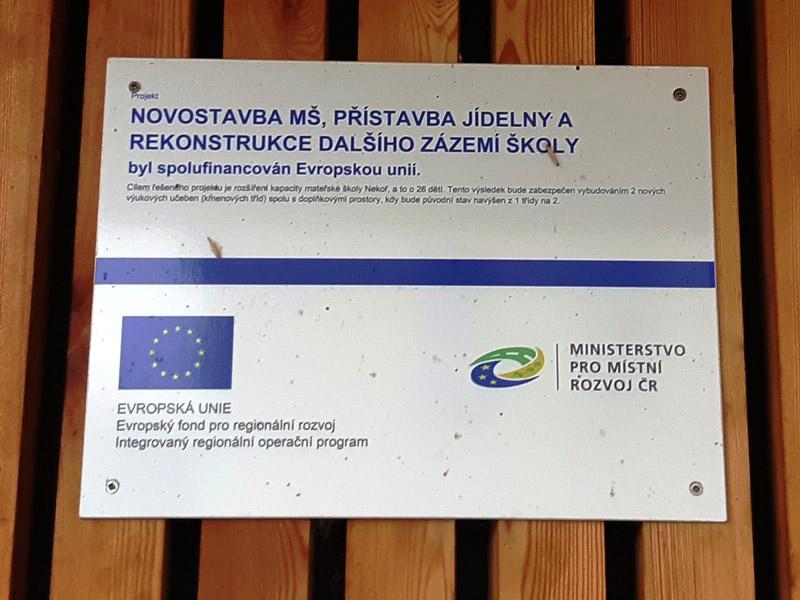 Projekt
NOVOSTAVBA MŠ, PŘÍSTAVBA JÍDELNY A
REKONSTRUKCE DALŠÍHO ZÁZEMÍ ŠKOLY
byl spolufinancován Evropskou unií.
Cílem řešeného projektu je rozšíření kapacity mateřské školy Nekoř, a to o 26 dětí. Tento výsledek bude zabezpečen vybudováním 2 nových
výukových učeben (kmenových tříd) spolu s doplňkovými prostory, kdy bude původní stav navýšen z 1 třídy na 2.
EVROPSKÁ UNIE
Evropský fond pro regionální rozvoj
Integrovaný regionální operační program
MINISTERSTVO
PRO MÍSTNÍ
ROZVOJ ČR